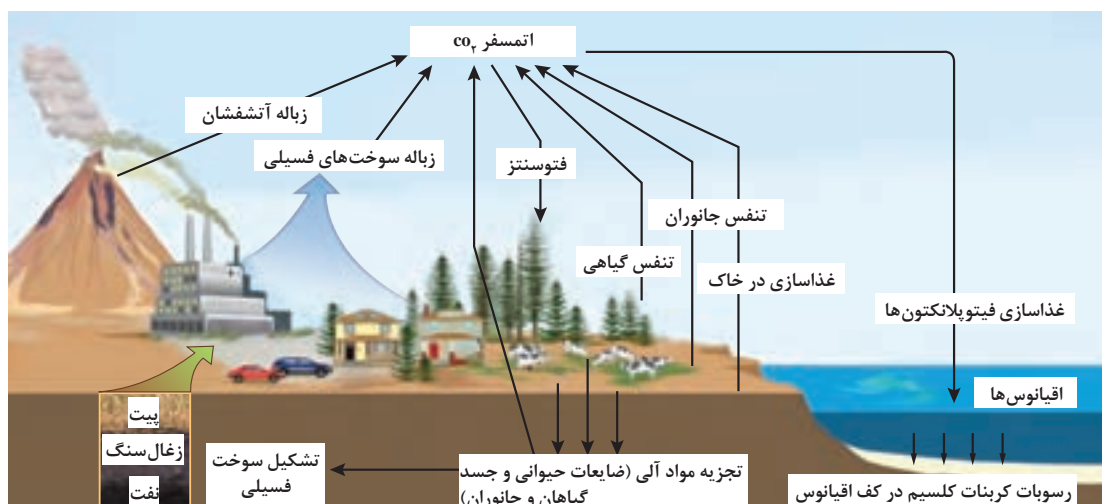 اتمسفر co₂
زباله آتشفشان
زباله سوخت‌های فسیلی
فتوسنتز
تنفس جانوران
تنفس گیاهی
غذاسازی در خاک
غذاسازی فیتوپلانکتون‌ها
اقیانوس‌ها
پیت
زغال‌سنگ
نفت
تشکیل سوخت
فسیلی
تجزیه مواد آلی (ضایعات حیوانی و جسد
گیاهان و جانوران)
رسوبات کربنات کلسیم در کف اقیانوس